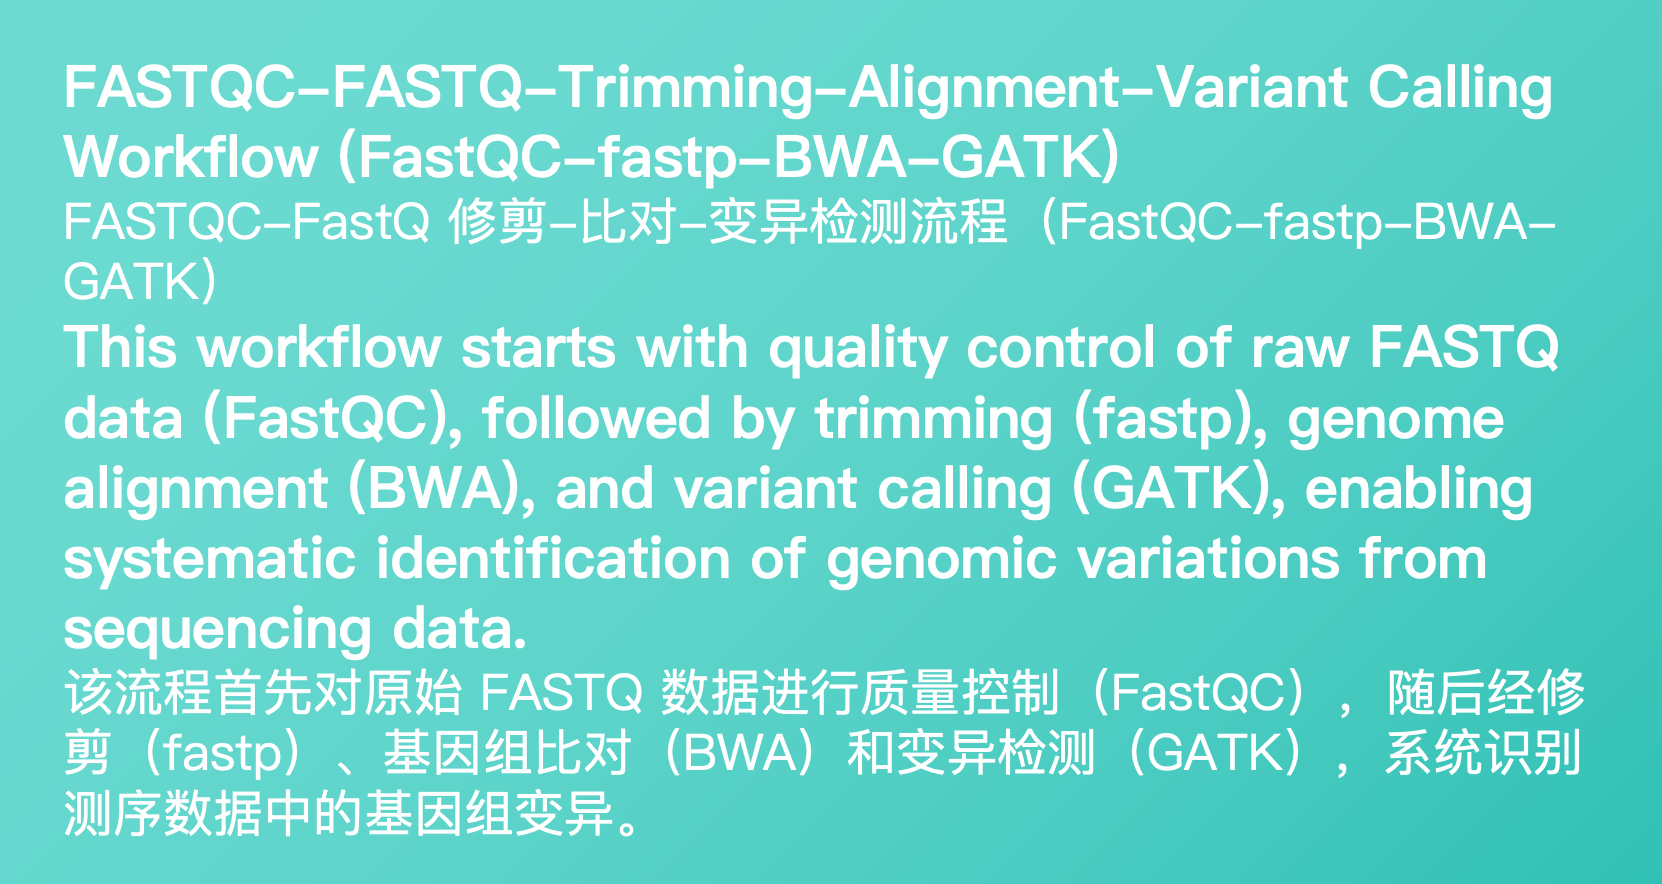 FASTQC–FASTQ–Trimming–Alignment–Variant Calling
Workflow (FastQC–fastp–BWA–GATK)
FASTQC–FastQ 修剪–比对–变异检测流程（FastQC–fastp–BWA–
GATK）
This workflow starts with quality control of raw FASTQ
data (FastQC), followed by trimming (fastp), genome
alignment (BWA), and variant calling (GATK), enabling
systematic identification of genomic variations from
sequencing data.
该流程首先对原始 FASTQ 数据进行质量控制（FastQC），随后经修
剪（fastp）、基因组比对（BWA）和变异检测（GATK），系统识别
测序数据中的基因组变异。